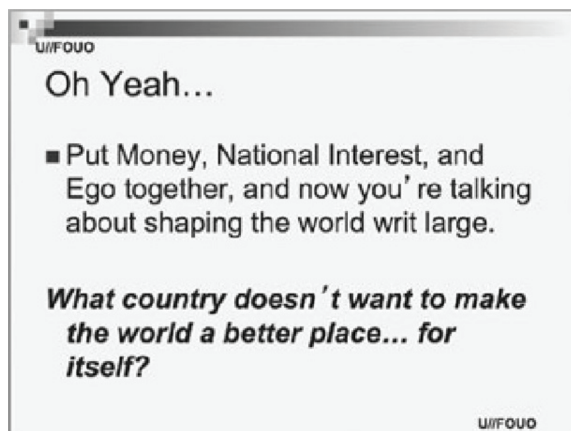 U//FOUO
Oh Yeah...
Put Money, National Interest, and
Ego together, and now you're talking
about shaping the world writ large.
What country doesn't want to make
the world a better place... for
itself?
U//FOUO